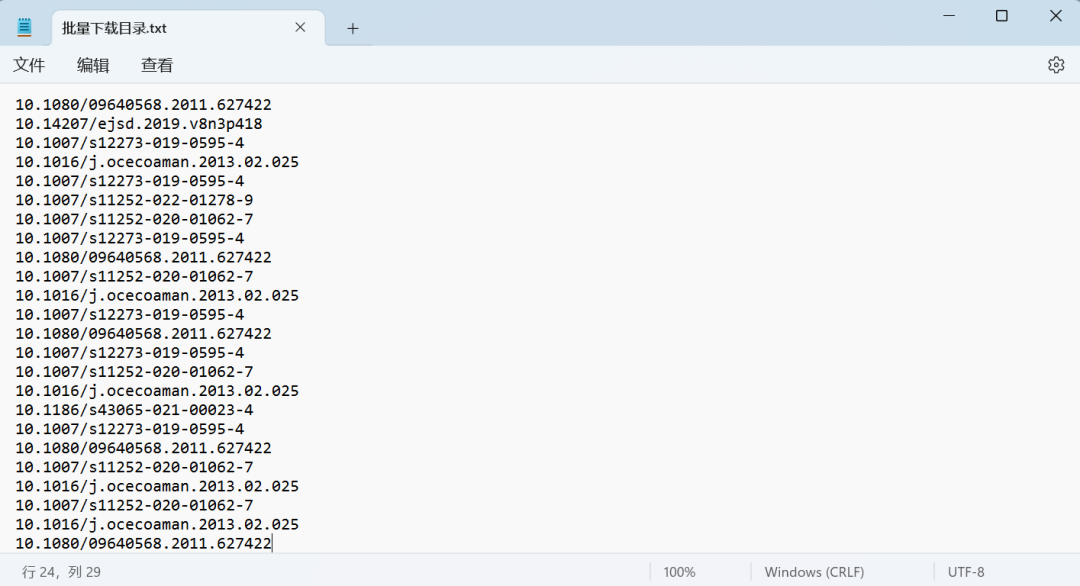 批量下载目录.txt
文件 编辑 查看
10.1080/09640568.2011.627422
10.14207/ejsd.2019.v8n3p418
10.1007/s12273-019-0595-4
10.1016/j.ocecoaman.2013.02.025
10.1007/s12273-019-0595-4
10.1007/s11252-022-01278-9
10.1007/s11252-020-01062-7
10.1007/s12273-019-0595-4
10.1080/09640568.2011.627422
10.1007/s11252-020-01062-7
10.1016/j.ocecoaman.2013.02.025
10.1007/s12273-019-0595-4
10.1080/09640568.2011.627422
10.1007/s12273-019-0595-4
10.1007/s11252-020-01062-7
10.1016/j.ocecoaman.2013.02.025
10.1186/s43065-021-00023-4
10.1007/s12273-019-0595-4
10.1080/09640568.2011.627422
10.1007/s11252-020-01062-7
10.1016/j.ocecoaman.2013.02.025
10.1007/s11252-020-01062-7
10.1016/j.ocecoaman.2013.02.025
10.1080/09640568.2011.627422
行 24, 列 29 100% Windows (CRLF) UTF-8